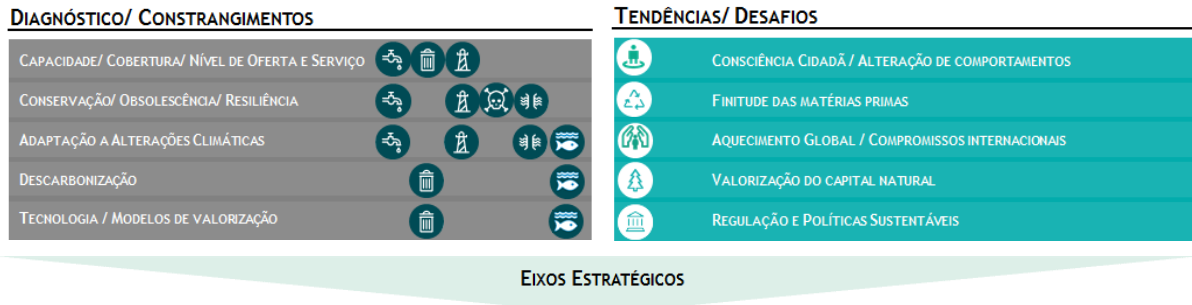 DIAGNÓSTICO/ CONSTRANGIMENTOS
CAPACIDADE/ COBERTURA/ NÍVEL DE OFERTA E SERVIÇO
CONSERVAÇÃO/ OBSOLESCÊNCIA/ RESILIÊNCIA
ADAPTAÇÃO A ALTERAÇÕES CLIMÁTICAS
DESCARBONIZAÇÃO
TECNOLOGIA / MODELOS DE VALORIZAÇÃO
TENDÊNCIAS/ DESAFIOS
CONSCIÊNCIA CIDADÃ / ALTERAÇÃO DE COMPORTAMENTOS
FINITUDE DAS MATÉRIAS PRIMAS
AQUECIMENTO GLOBAL / COMPROMISSOS INTERNACIONAIS
VALORIZAÇÃO DO CAPITAL NATURAL
REGULAÇÃO E POLÍTICAS SUSTENTÁVEIS
EIXOS ESTRATÉGICOS